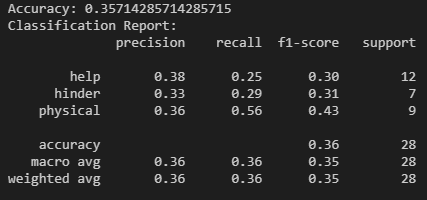 Accuracy: 0.35714285714285715
Classification Report:
precision recall f1-score support
help 0.38 0.25 0.30 12
hinder 0.33 0.29 0.31 7
physical 0.36 0.56 0.43 9
accuracy 0.36 28
macro avg 0.36 0.36 0.35 28
weighted avg 0.36 0.36 0.35 28